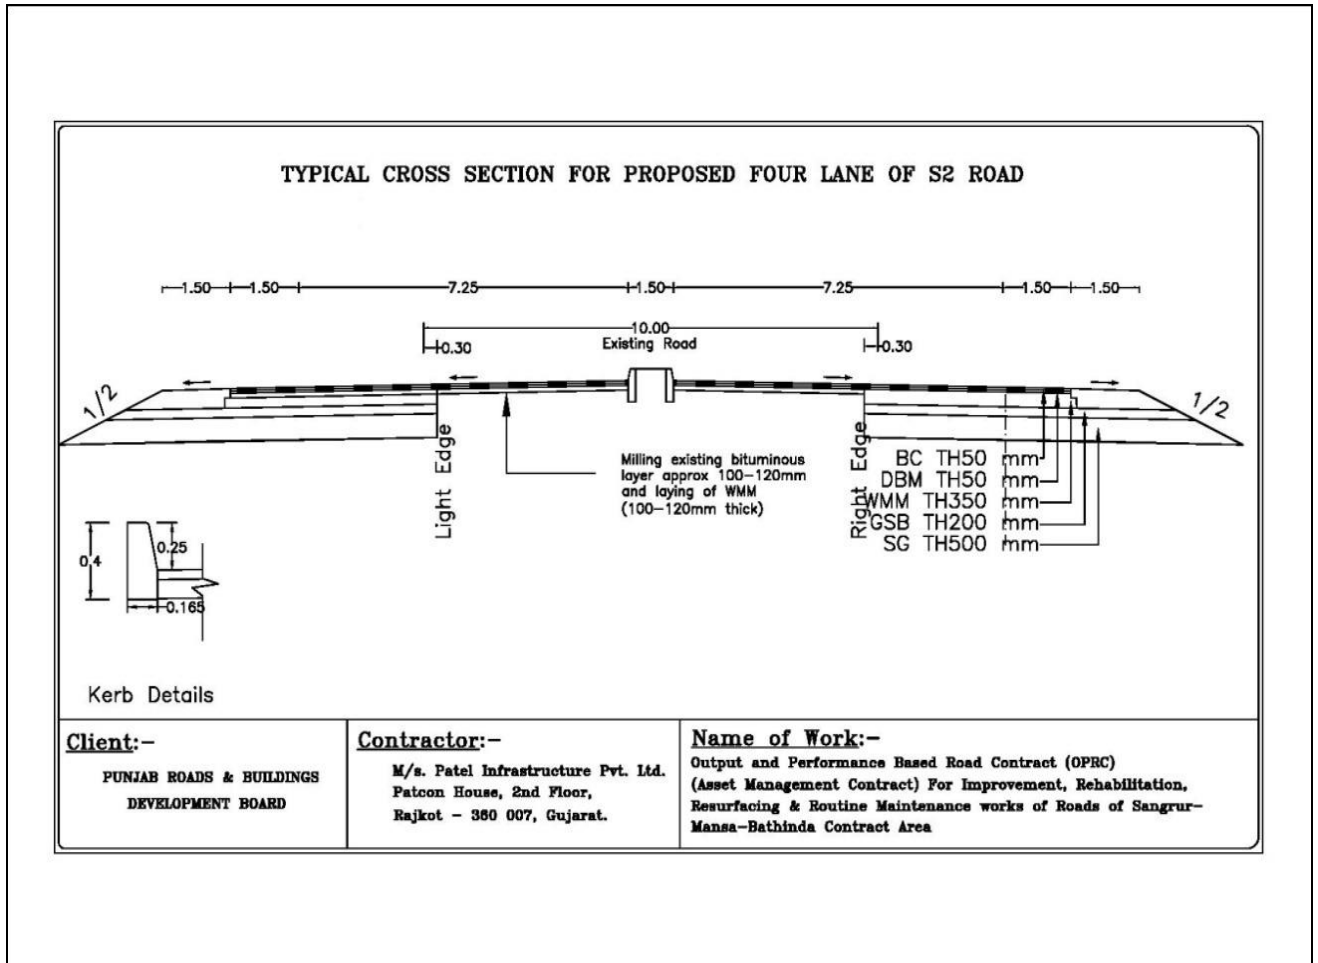 TYPICAL CROSS SECTION FOR PROPOSED FOUR LANE OF S2 ROAD
1.50 1.50 7.25 1.50 7.25 1.50 1.50
10.00
Existing Road
0.30 0.30
1/2 1/2
Light Edge
Right Edge
Milling existing bituminous
layer approx 100-120mm
and laying of WMM
(100-120mm thick)
BC TH50 mm
DBM TH50 mm
WMM TH350 mm
GSB TH200 mm
SG TH500 mm
0.4
0.25
0.165
Kerb Details
Client:-
PUNJAB ROADS & BUILDINGS
DEVELOPMENT BOARD
Contractor:-
M/s. Patel Infrastructure Pvt. Ltd.
Patcon House, 2nd Floor,
Rajkot - 360 007, Gujarat.
Name of Work:-
Output and Performance Based Road Contract (OPRC)
(Asset Management Contract) For Improvement, Rehabilitation,
Resurfacing & Routine Maintenance works of Roads of Sangrur-
Mansa-Bathinda Contract Area